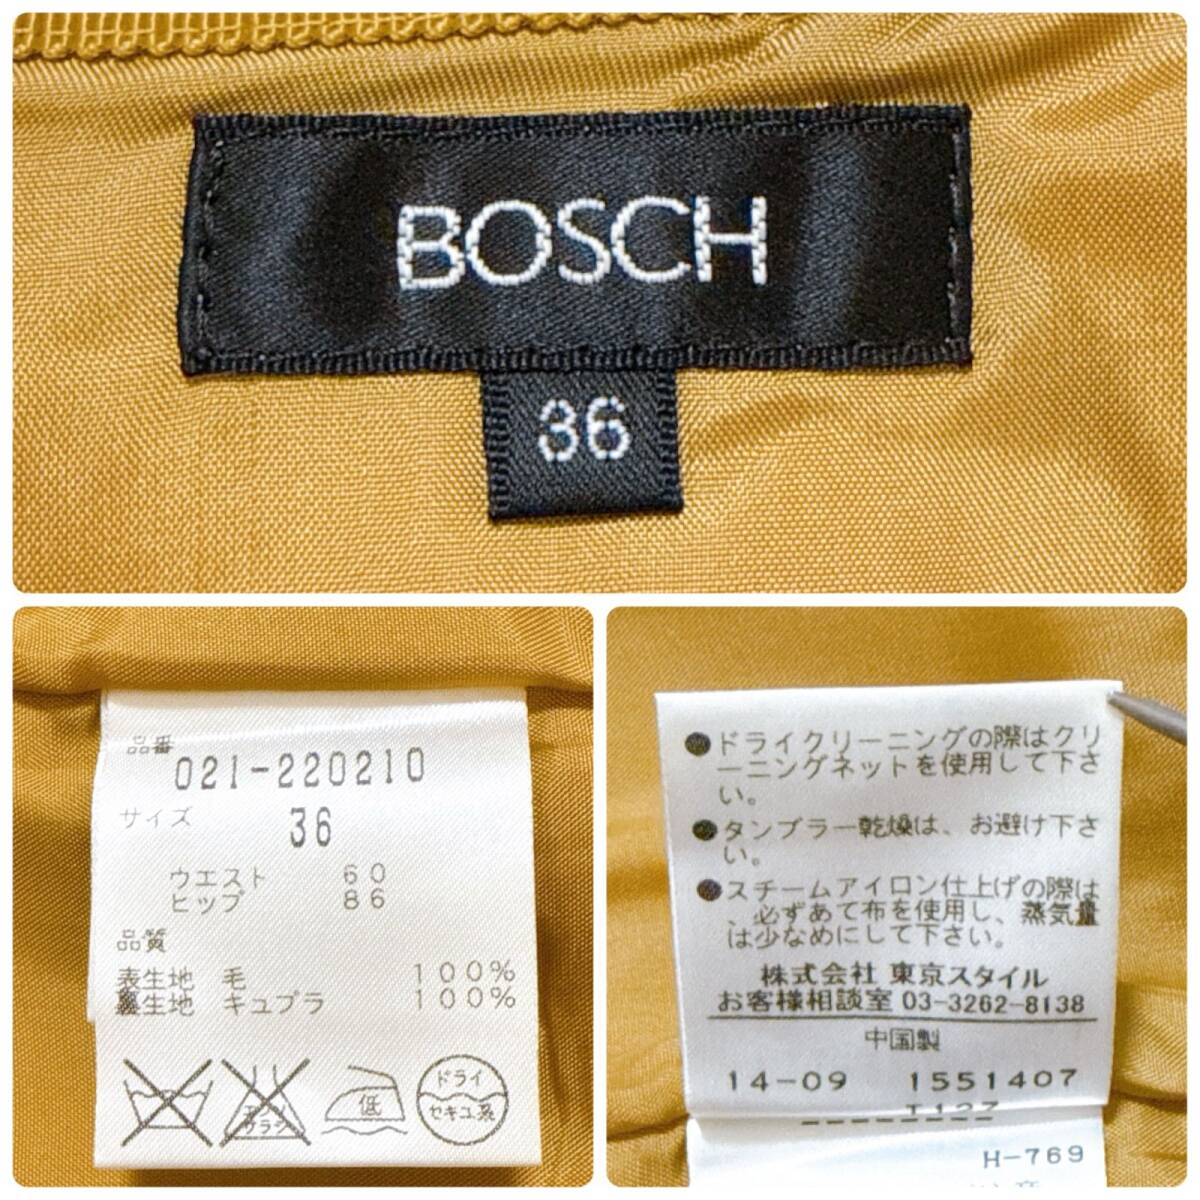 BOSCH
36
品番
021-220210
サイズ
36
ウエスト 60
ヒップ 86
品質
表生地 毛 100%
裏生地 キュプラ 100%
エンソ
サラシ
低
ドライ
セキユ系
●ドライクリーニングの際はクリ
ーニングネットを使用して下さ
い。
●タンブラー乾燥は、お避け下さ
い。
●スチームアイロン仕上げの際は
、必ずあて布を使用し、蒸気量
は少なめにして下さい。
株式会社 東京スタイル
お客様相談室 03-3262-8138
中国製
14-09 1551407
T127
H-769